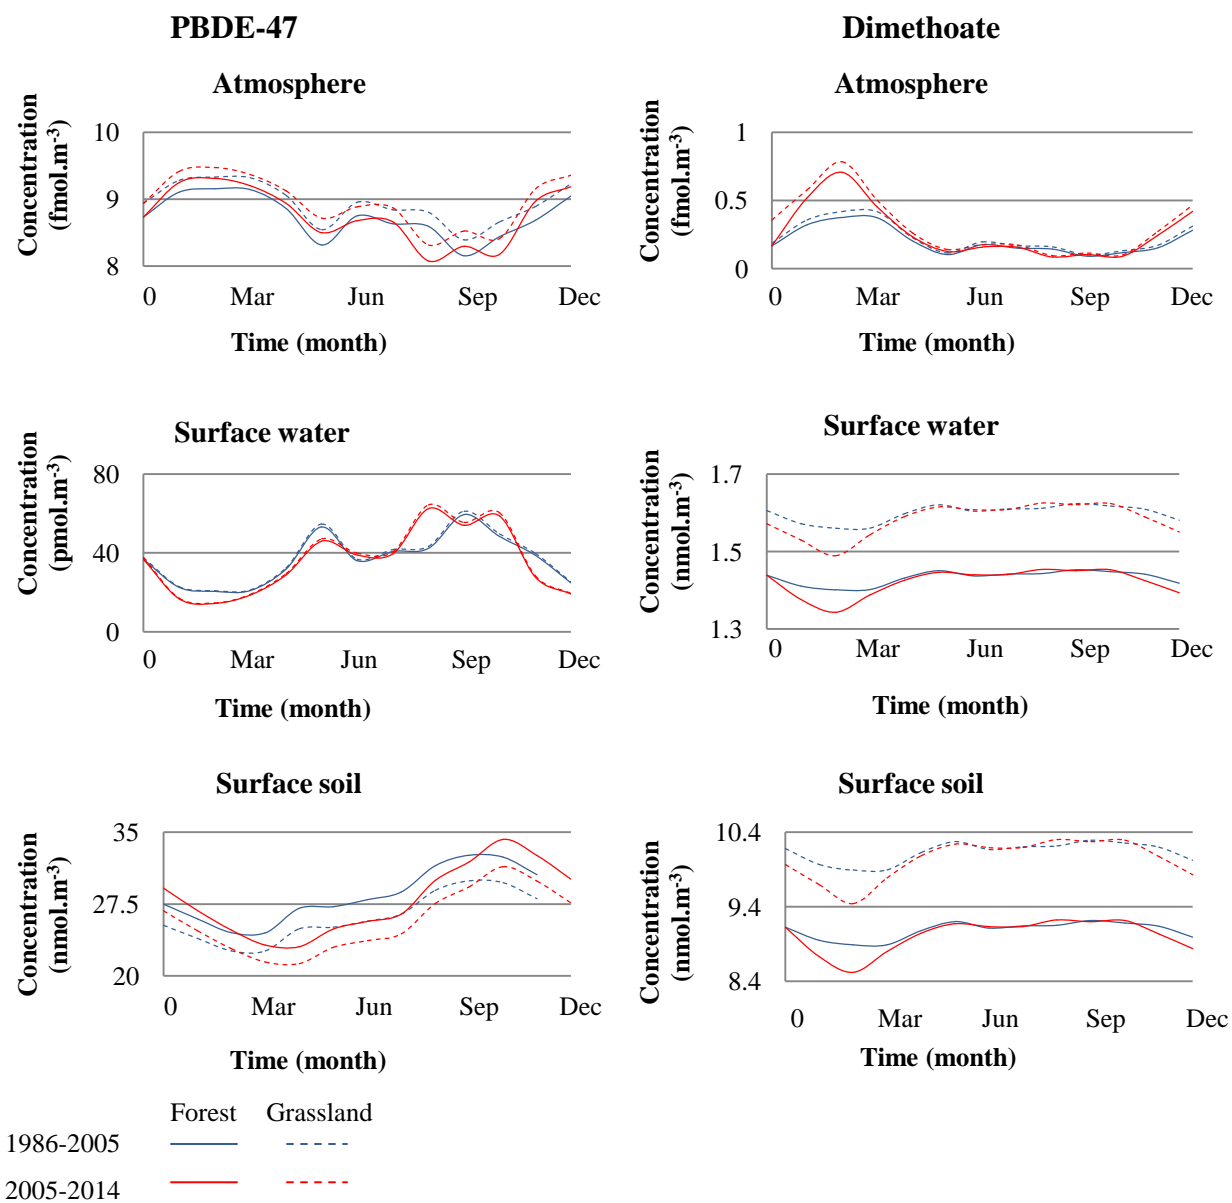 PBDE-47
Dimethoate
Atmosphere
Concentration
(fmol.m-3)
10
9
8
0 Mar Jun Sep Dec
Time (month)
Atmosphere
Concentration
(fmol.m-3)
1
0.5
0
0 Mar Jun Sep Dec
Time (month)
Surface water
Concentration
(pmol.m-3)
80
40
0
0 Mar Jun Sep Dec
Time (month)
Surface water
Concentration
(nmol.m-3)
1.7
1.5
1.3
0 Mar Jun Sep Dec
Time (month)
Surface soil
Concentration
(nmol.m-3)
35
27.5
20
0 Mar Jun Sep Dec
Time (month)
Surface soil
Concentration
(nmol.m-3)
10.4
9.4
8.4
0 Mar Jun Sep Dec
Time (month)
Forest Grassland
1986-2005
2005-2014